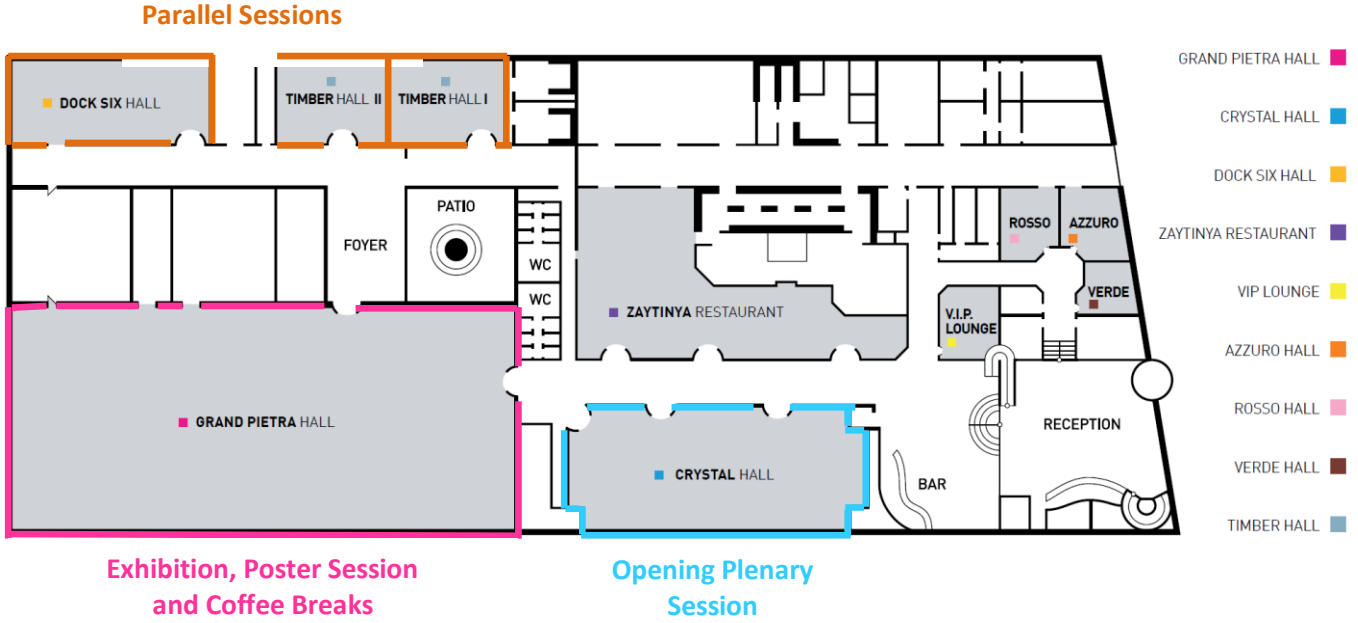 Parallel Sessions
DOCK SIX HALL
TIMBER HALL II
TIMBER HALL I
PATIO
FOYER
WC
WC
ZAYTINYA RESTAURANT
ROSSO
AZZURO
VERDE
V.I.P.
LOUNGE
GRAND PIETRA HALL
CRYSTAL HALL
BAR
RECEPTION
Exhibition, Poster Session
and Coffee Breaks
Opening Plenary
Session
GRAND PIETRA HALL
CRYSTAL HALL
DOCK SIX HALL
ZAYTINYA RESTAURANT
VIP LOUNGE
AZZURO HALL
ROSSO HALL
VERDE HALL
TIMBER HALL